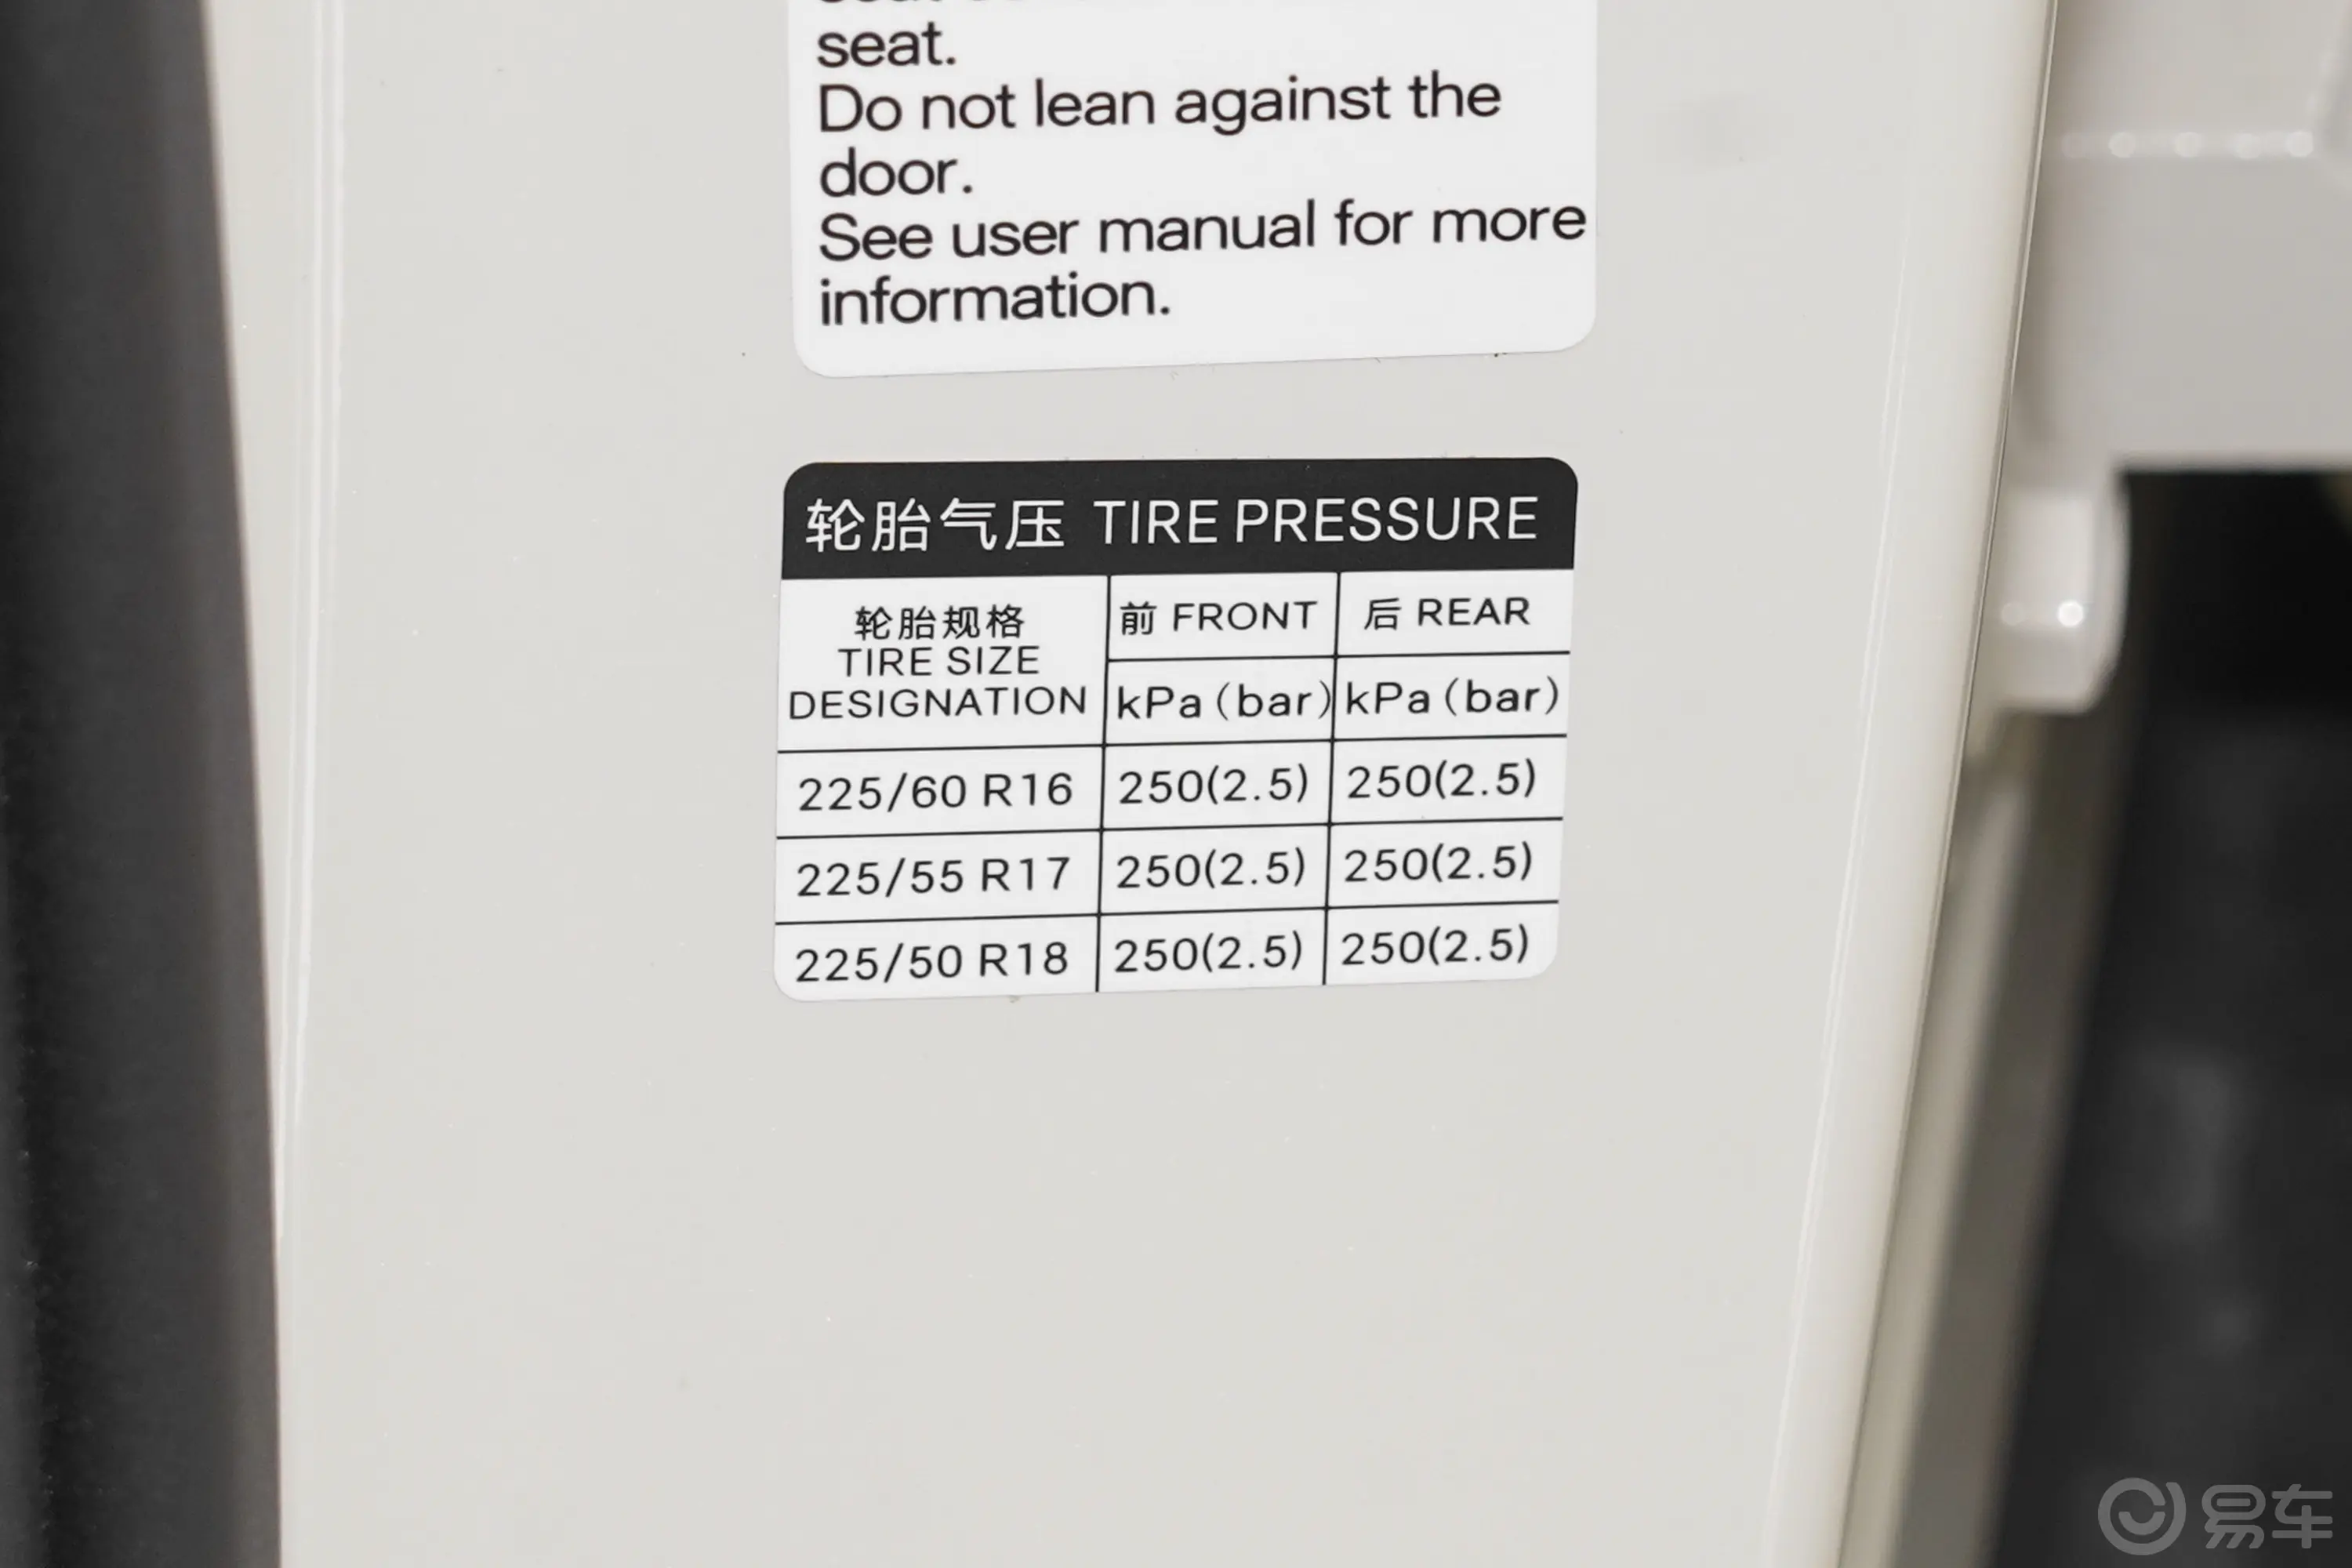 seat.
Do not lean against the
door.
See user manual for more
information.
轮胎气压 TIRE PRESSURE
轮胎规格
TIRE SIZE
DESIGNATION
前 FRONT
后 REAR
kPa (bar)
kPa (bar)
225/60 R16 250(2.5) 250(2.5)
225/55 R17 250(2.5) 250(2.5)
225/50 R18 250(2.5) 250(2.5)
易车